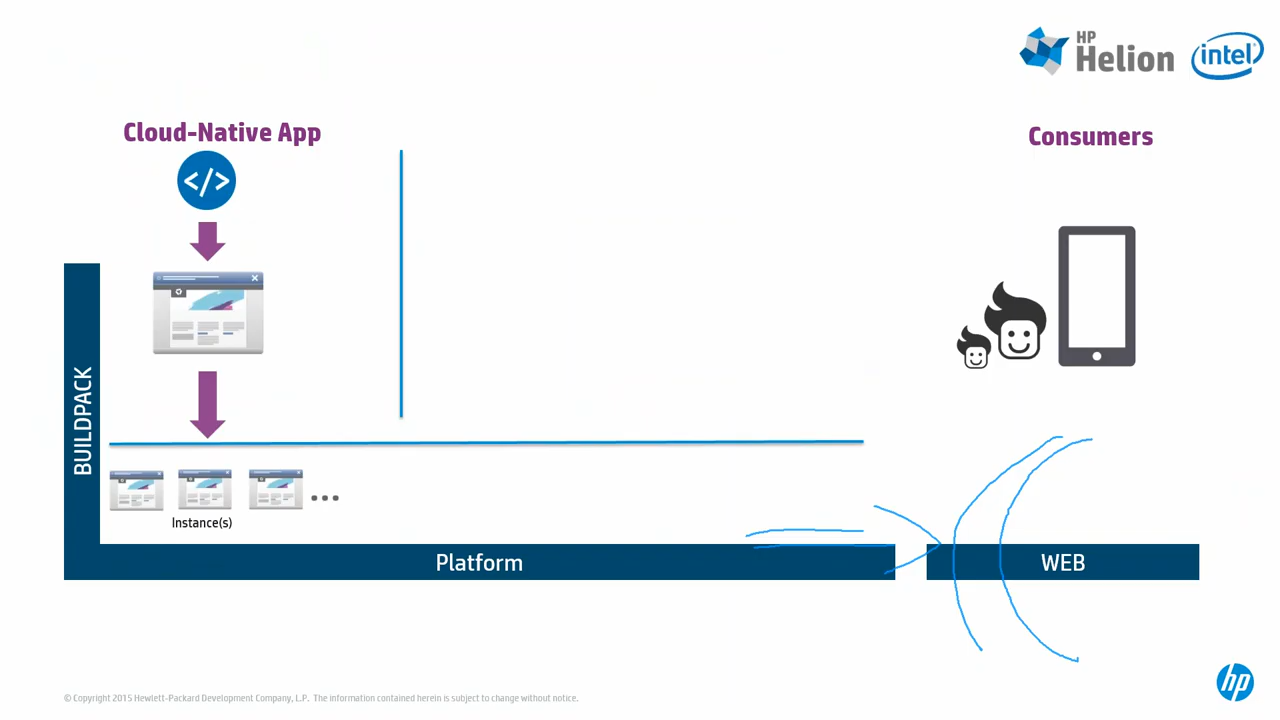 HP
Helion
intel
Cloud-Native App
Consumers
</>
BUILDPACK
Instance(s)
Platform
WEB
© Copyright 2015 Hewlett-Packard Development Company, L.P. The information contained herein is subject to change without notice.
hp